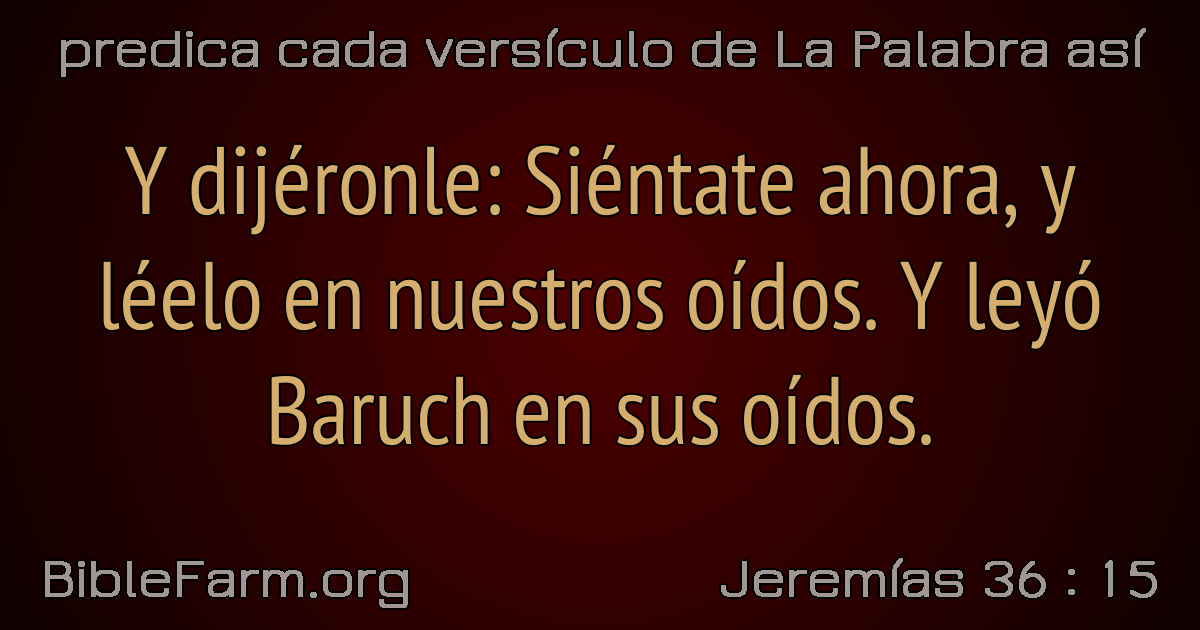 predica cada versículo de La Palabra así
Y dijéronle: Siéntate ahora, y
léelo en nuestros oídos. Y leyó
Baruch en sus oídos.
BibleFarm.org
Jeremías 36 : 15